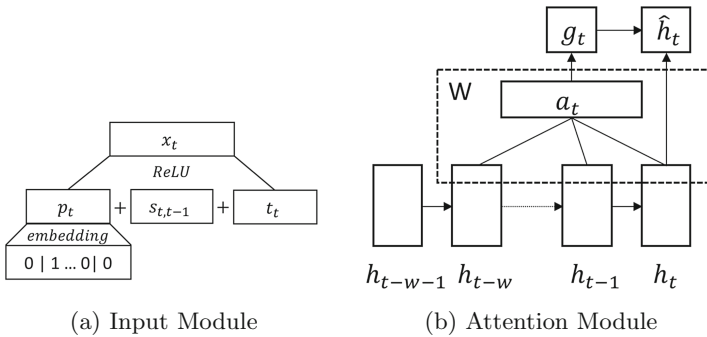 x_t
ReLU
p_t + s_{t,t-1} + t_t
embedding
0 | 1 ... 0| 0
(a) Input Module
g_t ĥ_t
W
a_t
h_{t-w-1} h_{t-w} h_{t-1} h_t
(b) Attention Module